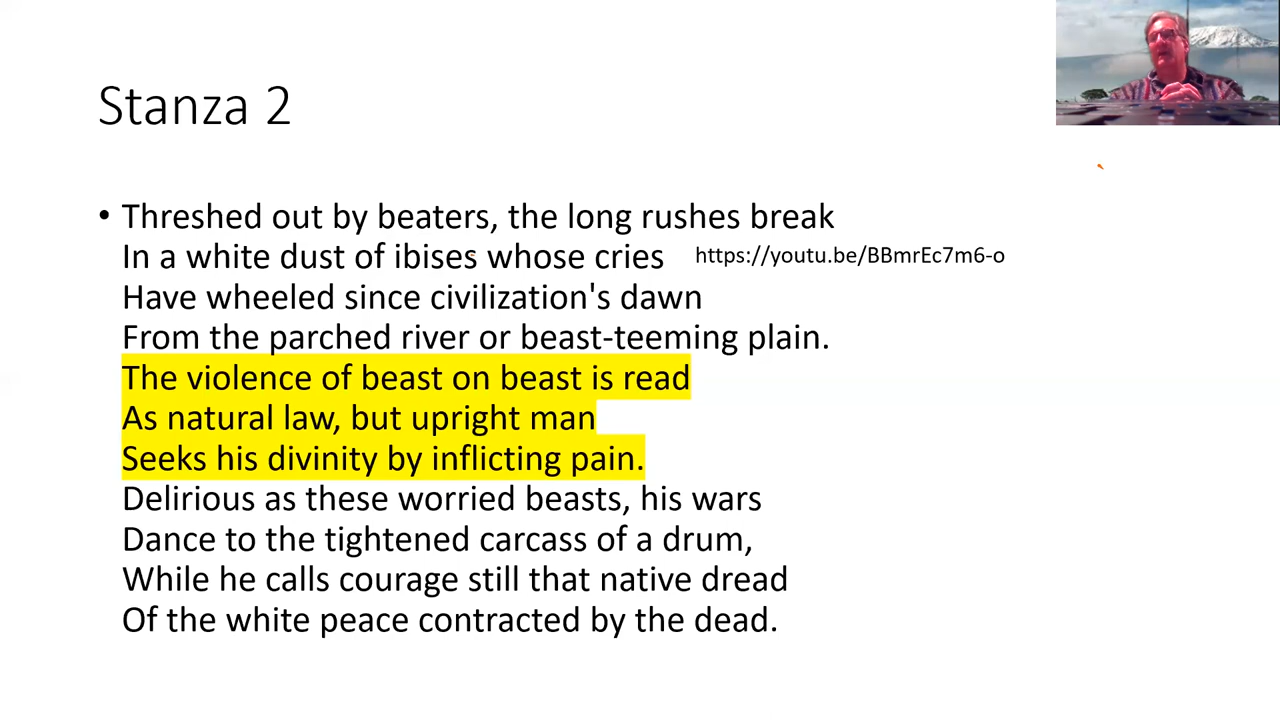 Stanza 2
• Threshed out by beaters, the long rushes break
In a white dust of ibises whose cries https://youtu.be/BBmrEc7m6-o
Have wheeled since civilization's dawn
From the parched river or beast-teeming plain.
The violence of beast on beast is read
As natural law, but upright man
Seeks his divinity by inflicting pain.
Delirious as these worried beasts, his wars
Dance to the tightened carcass of a drum,
While he calls courage still that native dread
Of the white peace contracted by the dead.